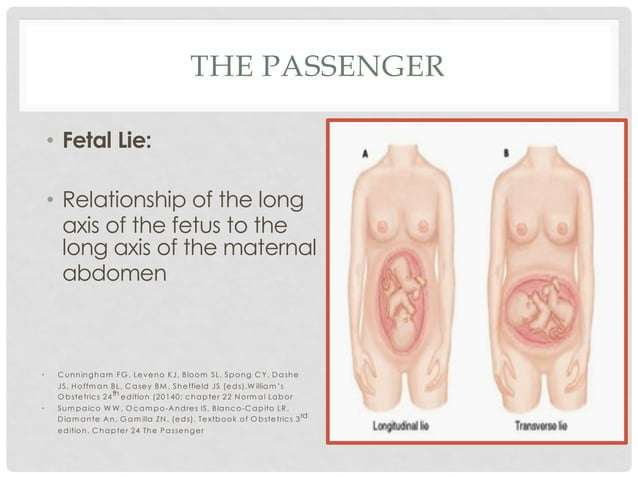 THE PASSENGER
• Fetal Lie:
• Relationship of the long
axis of the fetus to the
long axis of the maternal
abdomen
A B
Longitudinal lie Transverse lie
• Cunningham FG, Leveno KJ, Bloom SL, Spong CY, Dashe
JS, Hoffman BL, Casey BM, Sheffield JS (eds).William's
Obstetrics 24th edition (20140; chapter 22 Normal Labor
• Sumpaico WW, Ocampo-Andres IS, Blanco-Capito LR,
Diamante An, Gamilla ZN, (eds). Textbook of Obstetrics 3rd
edition. Chapter 24 The Passenger